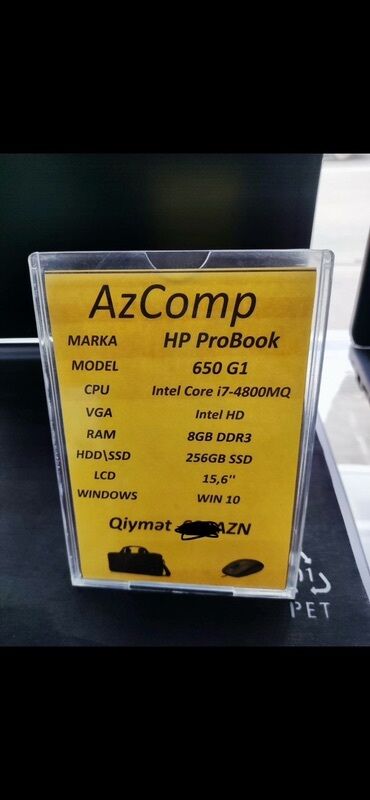 AzComp
MARKA HP ProBook
MODEL 650 G1
CPU Intel Core i7-4800MQ
VGA Intel HD
RAM 8GB DDR3
HDD\SSD 256GB SSD
LCD 15,6''
WINDOWS WIN 10
Qiymət AZN
PET